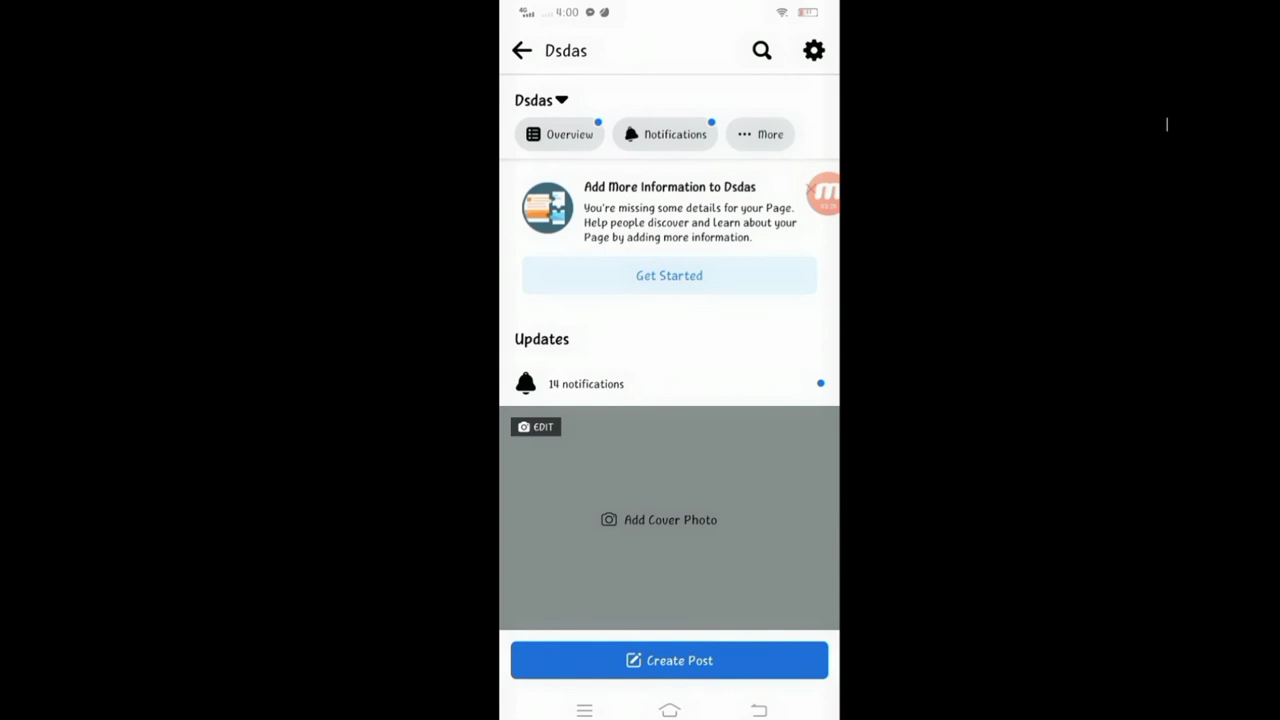 4G 4:00
Dsdas
Dsdas
Overview
Notifications
More
Add More Information to Dsdas
You're missing some details for your Page.
Help people discover and learn about your
Page by adding more information.
Get Started
Updates
14 notifications
EDIT
Add Cover Photo
Create Post